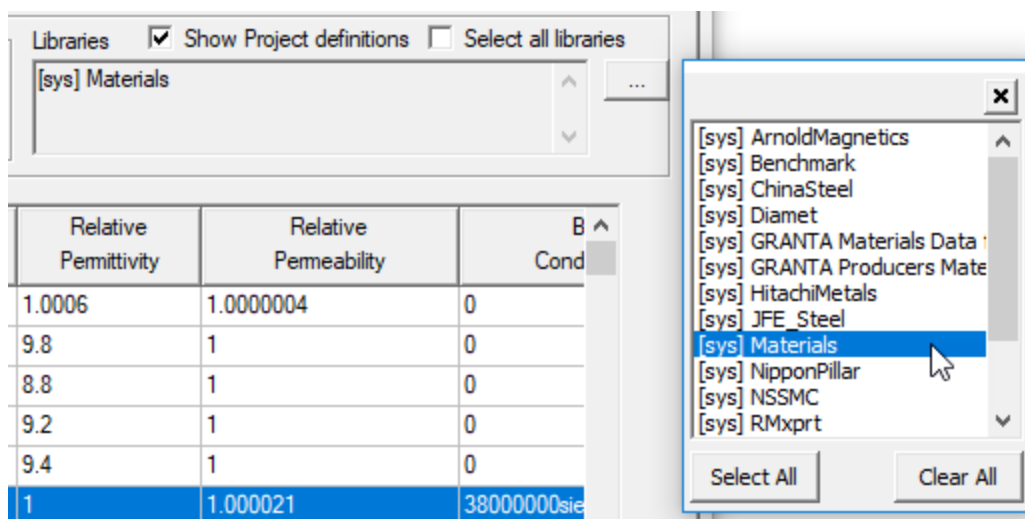 Libraries Show Project definitions Select all libraries
[sys] Materials
...
[sys] ArnoldMagnetics
[sys] Benchmark
[sys] ChinaSteel
[sys] Diamet
[sys] GRANTA Materials Data
[sys] GRANTA Producers Mate
[sys] HitachiMetals
[sys] JFE_Steel
[sys] Materials
[sys] NipponPillar
[sys] NSSMC
[sys] RMxprt
Select All Clear All
Relative Relative B
Permittivity Permeability Cond
1.0006 1.0000004 0
9.8 1 0
8.8 1 0
9.2 1 0
9.4 1 0
1 1.000021 38000000sie